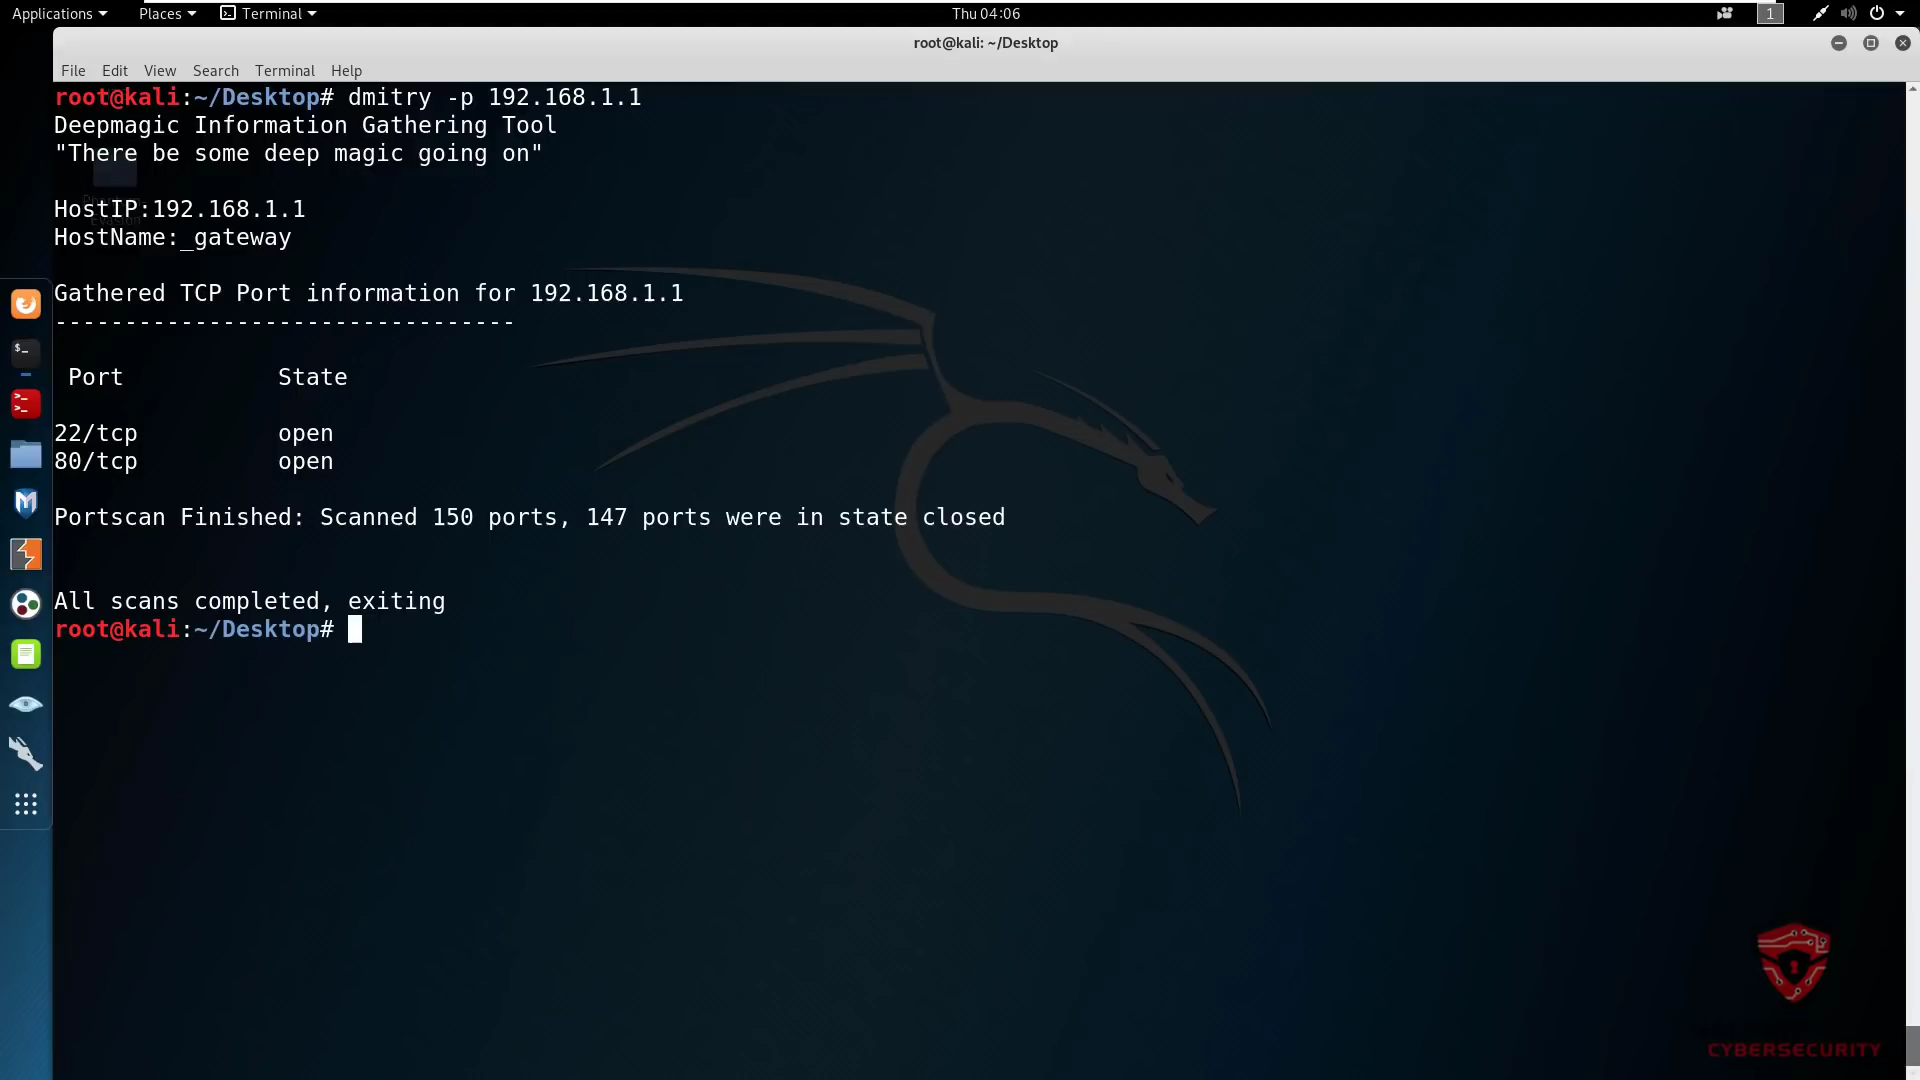 Applications Places Terminal Thu 04:06 1
root@kali: ~/Desktop
File Edit View Search Terminal Help
root@kali:~/Desktop# dmitry -p 192.168.1.1
Deepmagic Information Gathering Tool
"There be some deep magic going on"
HostIP:192.168.1.1
HostName:_gateway
Gathered TCP Port information for 192.168.1.1
---------------------------------
Port State
22/tcp open
80/tcp open
Portscan Finished: Scanned 150 ports, 147 ports were in state closed
All scans completed, exiting
root@kali:~/Desktop#
CYBERSECURITY